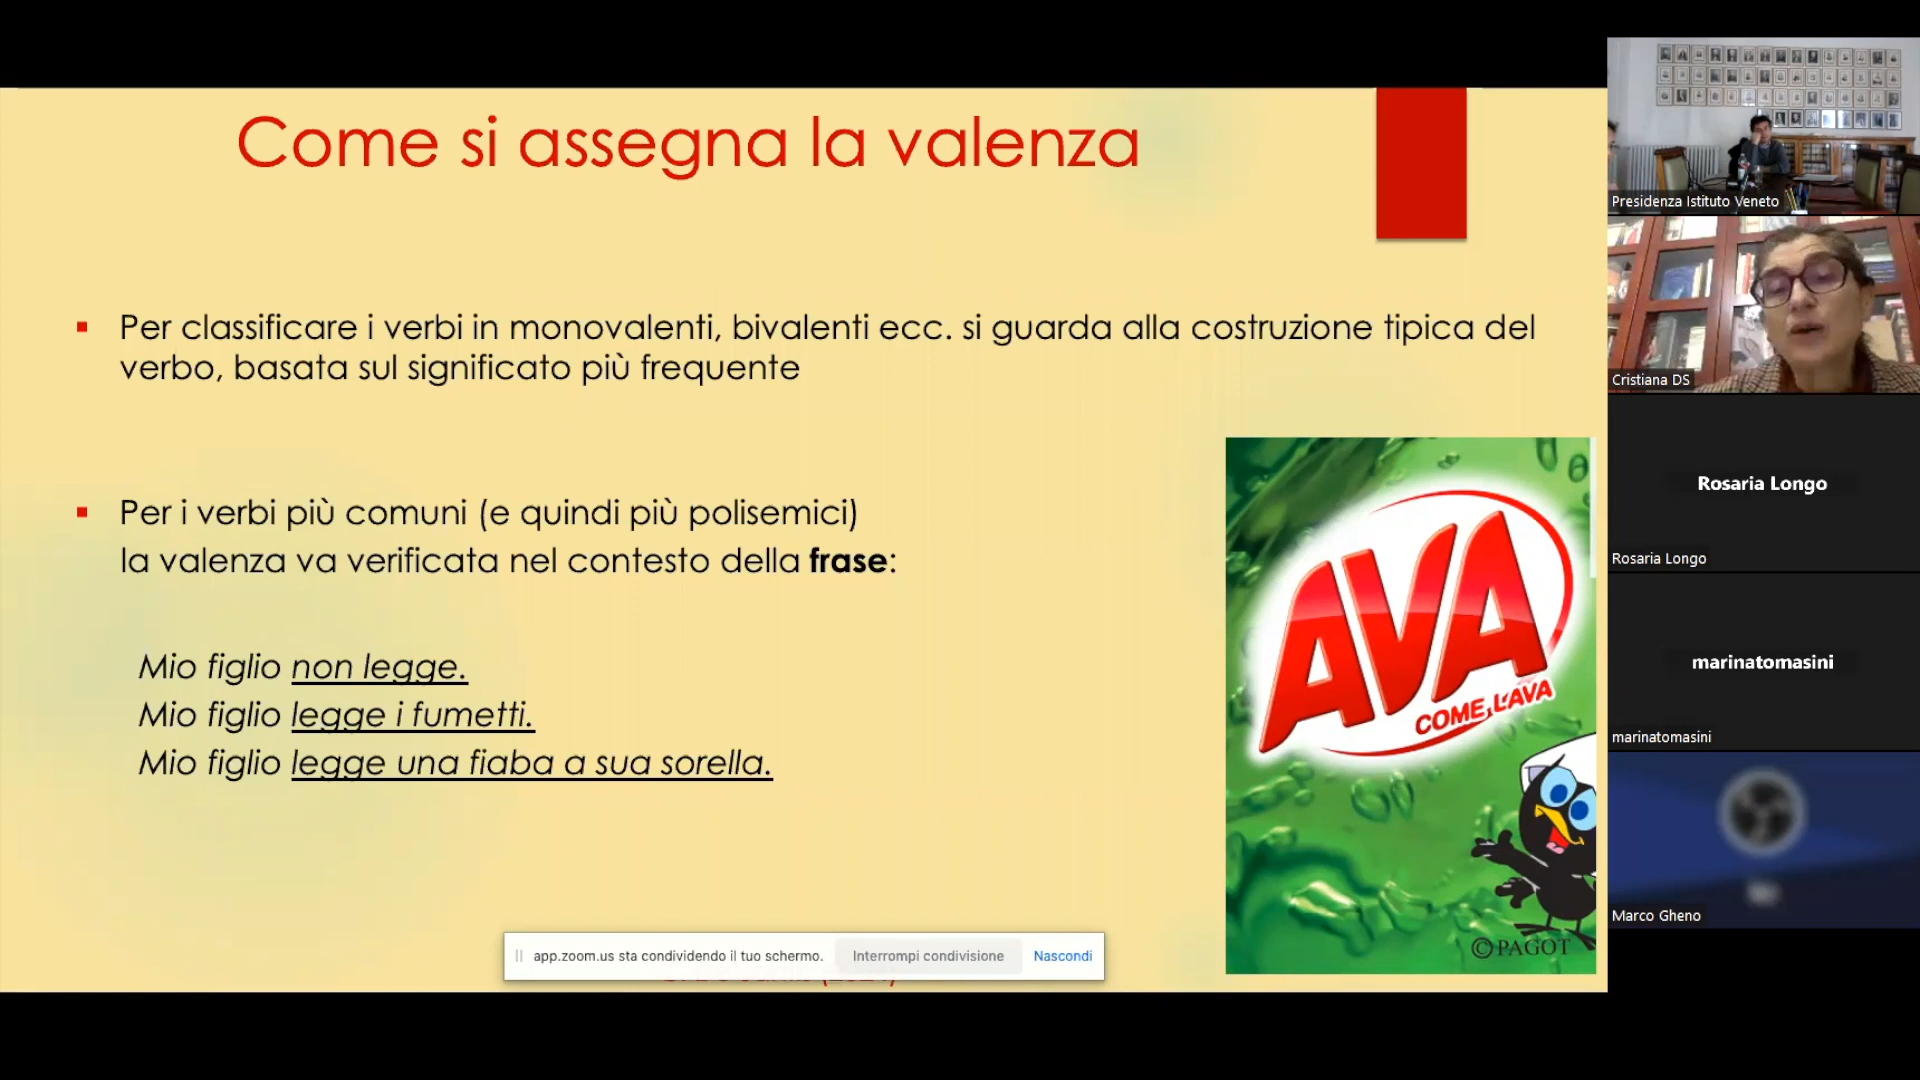 Come si assegna la valenza
Per classificare i verbi in monovalenti, bivalenti ecc. si guarda alla costruzione tipica del
verbo, basata sul significato più frequente
Per i verbi più comuni (e quindi più polisemici)
la valenza va verificata nel contesto della frase:
Mio figlio non legge.
Mio figlio legge i fumetti.
Mio figlio legge una fiaba a sua sorella.
AVA
COME L'AVA
©PAGOT
app.zoom.us sta condividendo il tuo schermo.
Interrompi condivisione
Nascondi
Presidenza Istituto Veneto
Cristiana DS
Rosaria Longo
Rosaria Longo
marinatomasini
marinatomasini
Marco Gheno